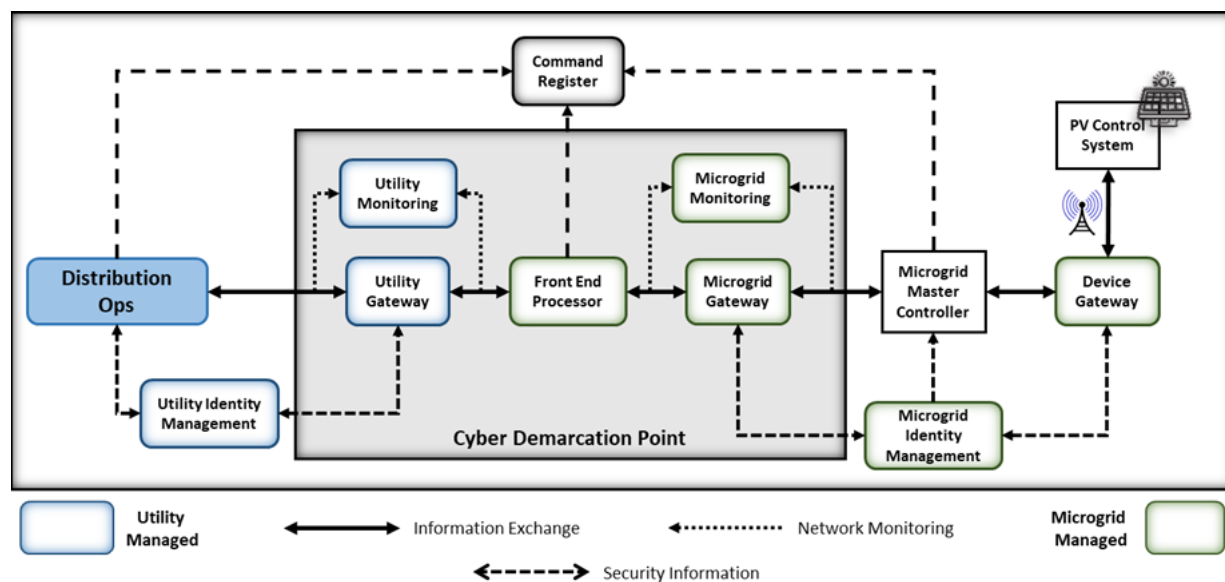 Command
Register
PV Control
System
Utility
Monitoring
Microgrid
Monitoring
Distribution
Ops
Utility
Gateway
Front End
Processor
Microgrid
Gateway
Microgrid
Master
Controller
Device
Gateway
Utility Identity
Management
Cyber Demarcation Point
Microgrid
Identity
Management
Utility
Managed
Information Exchange
Network Monitoring
Microgrid
Managed
Security Information